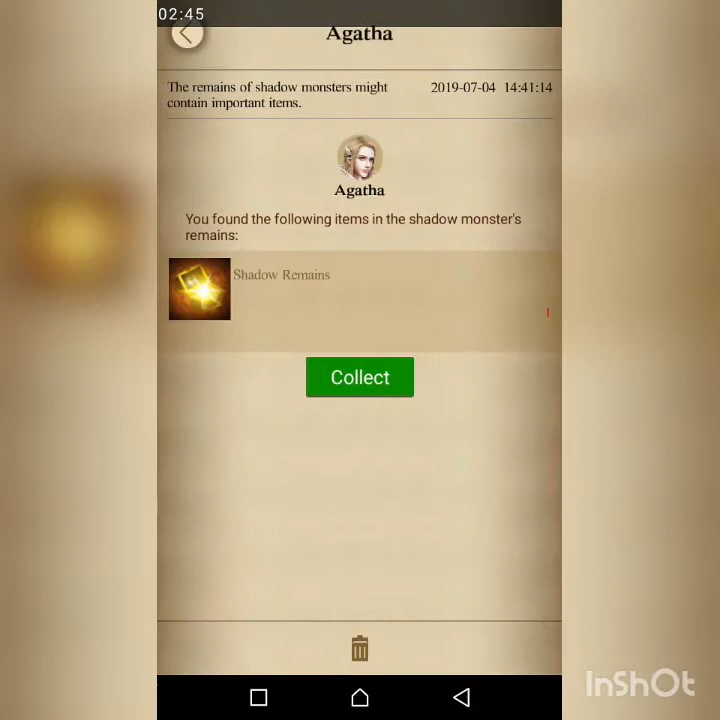 02:45
Agatha
The remains of shadow monsters might
contain important items.
2019-07-04 14:41:14
Agatha
You found the following items in the shadow monster's
remains:
Shadow Remains
1
Collect
InShOt